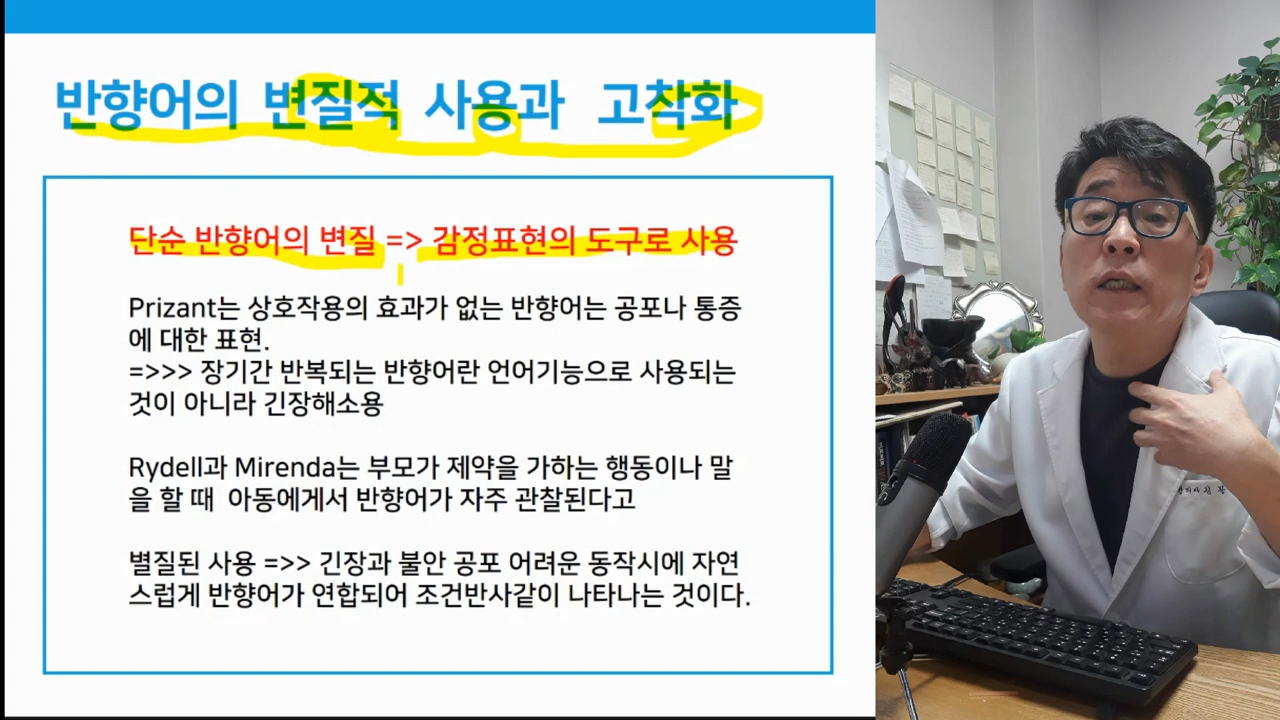 반향어의 변질적 사용과 고착화
단순 반향어의 변질 => 감정표현의 도구로 사용
Prizant는 상호작용의 효과가 없는 반향어는 공포나 통증
에 대한 표현.
=>>> 장기간 반복되는 반향어란 언어기능으로 사용되는
것이 아니라 긴장해소용
Rydell과 Mirenda는 부모가 제약을 가하는 행동이나 말
을 할 때 아동에게서 반향어가 자주 관찰된다고
별질된 사용 =>> 긴장과 불안 공포 어려운 동작시에 자연
스럽게 반향어가 연합되어 조건반사같이 나타나는 것이다.